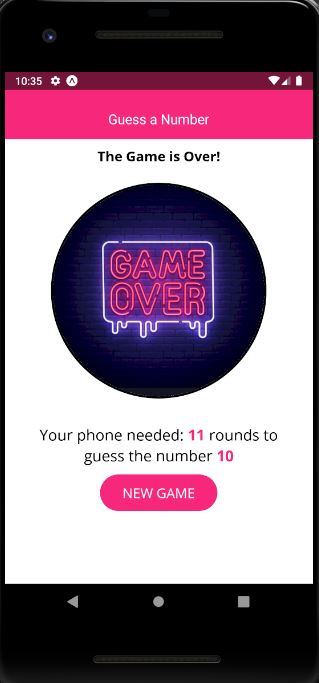 10:35
Guess a Number
The Game is Over!
GAME
OVER
Your phone needed: 11 rounds to
guess the number 10
NEW GAME